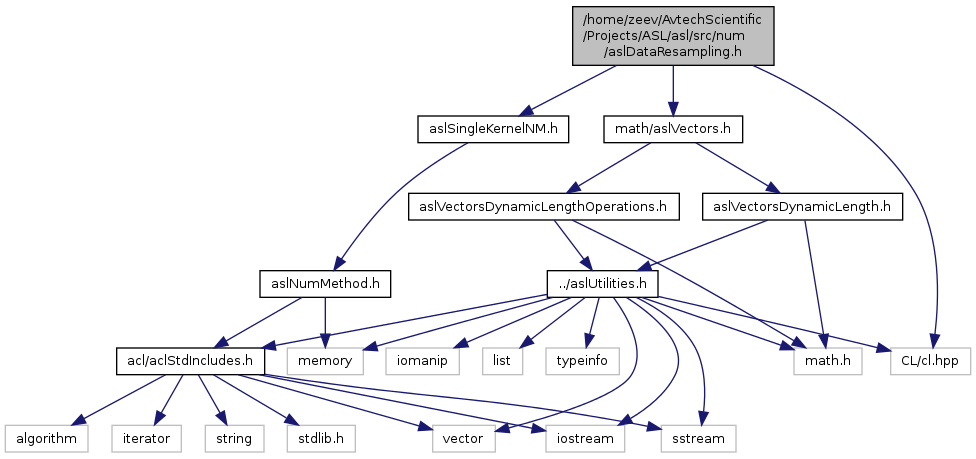 /home/zeev/AvtechScientific
/Projects/ASL/asl/src/num
/aslDataResampling.h
aslSingleKernelNM.h
math/aslVectors.h
aslVectorsDynamicLengthOperations.h
aslVectorsDynamicLength.h
aslNumMethod.h
../aslUtilities.h
acl/aclStdIncludes.h
memory
iomanip
list
typeinfo
math.h
CL/cl.hpp
algorithm
iterator
string
stdlib.h
vector
iostream
sstream